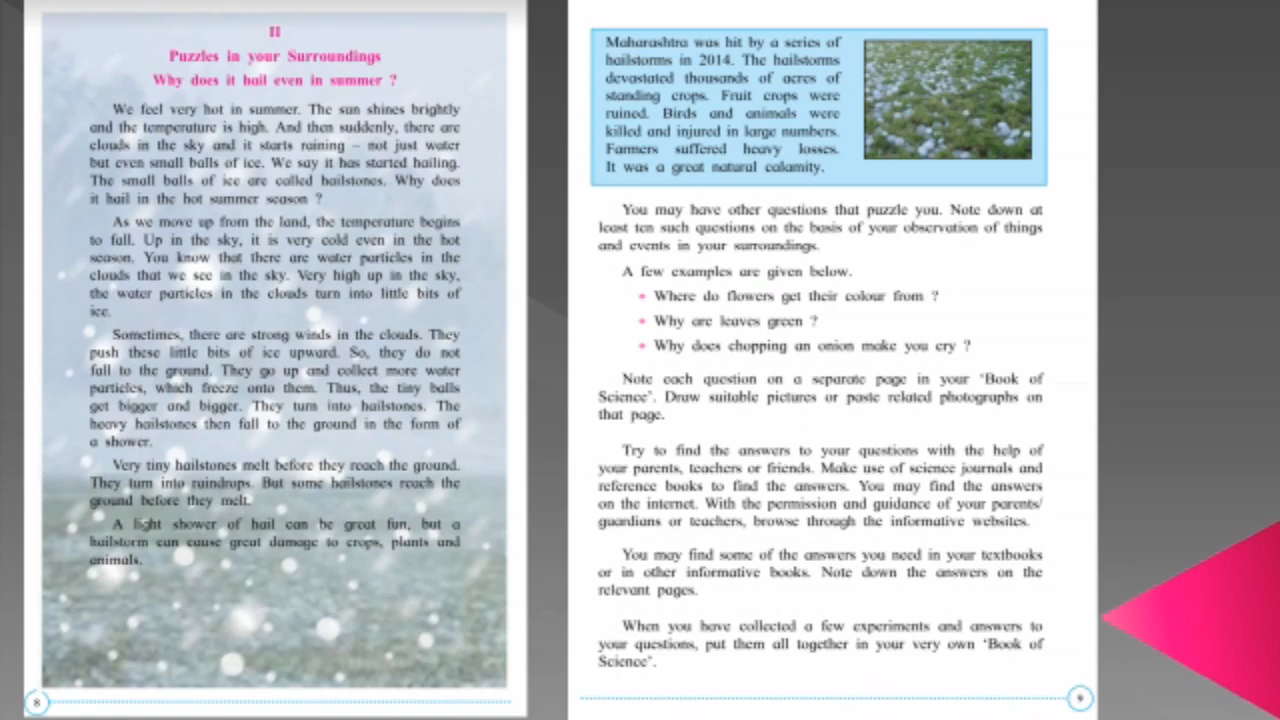 II
Puzzles in your Surroundings
Why does it hail even in summer ?
We feel very hot in summer. The sun shines brightly
and the temperature is high. And then suddenly, there are
clouds in the sky and it starts raining – not just water
but even small balls of ice. We say it has started hailing.
The small balls of ice are called hailstones. Why does
it hail in the hot summer season ?
As we move up from the land, the temperature begins
to fall. Up in the sky, it is very cold even in the hot
season. You know that there are water particles in the
clouds that we see in the sky. Very high up in the sky,
the water particles in the clouds turn into little bits of
ice.
Sometimes, there are strong winds in the clouds. They
push these little bits of ice upward. So, they do not
fall to the ground. They go up and collect more water
particles, which freeze onto them. Thus, the tiny balls
get bigger and bigger. They turn into hailstones. The
heavy hailstones then fall to the ground in the form of
a shower.
Very tiny hailstones melt before they reach the ground.
They turn into raindrops. But some hailstones reach the
ground before they melt.
A light shower of hail can be great fun, but a
hailstorm can cause great damage to crops, plants and
animals.
8
Maharashtra was hit by a series of
hailstorms in 2014. The hailstorms
devastated thousands of acres of
standing crops. Fruit crops were
ruined. Birds and animals were
killed and injured in large numbers.
Farmers suffered heavy losses.
It was a great natural calamity.
You may have other questions that puzzle you. Note down at
least ten such questions on the basis of your observation of things
and events in your surroundings.
A few examples are given below.
• Where do flowers get their colour from ?
• Why are leaves green ?
• Why does chopping an onion make you cry ?
Note each question on a separate page in your 'Book of
Science'. Draw suitable pictures or paste related photographs on
that page.
Try to find the answers to your questions with the help of
your parents, teachers or friends. Make use of science journals and
reference books to find the answers. You may find the answers
on the internet. With the permission and guidance of your parents/
guardians or teachers, browse through the informative websites.
You may find some of the answers you need in your textbooks
or in other informative books. Note down the answers on the
relevant pages.
When you have collected a few experiments and answers to
your questions, put them all together in your very own 'Book of
Science'.
9